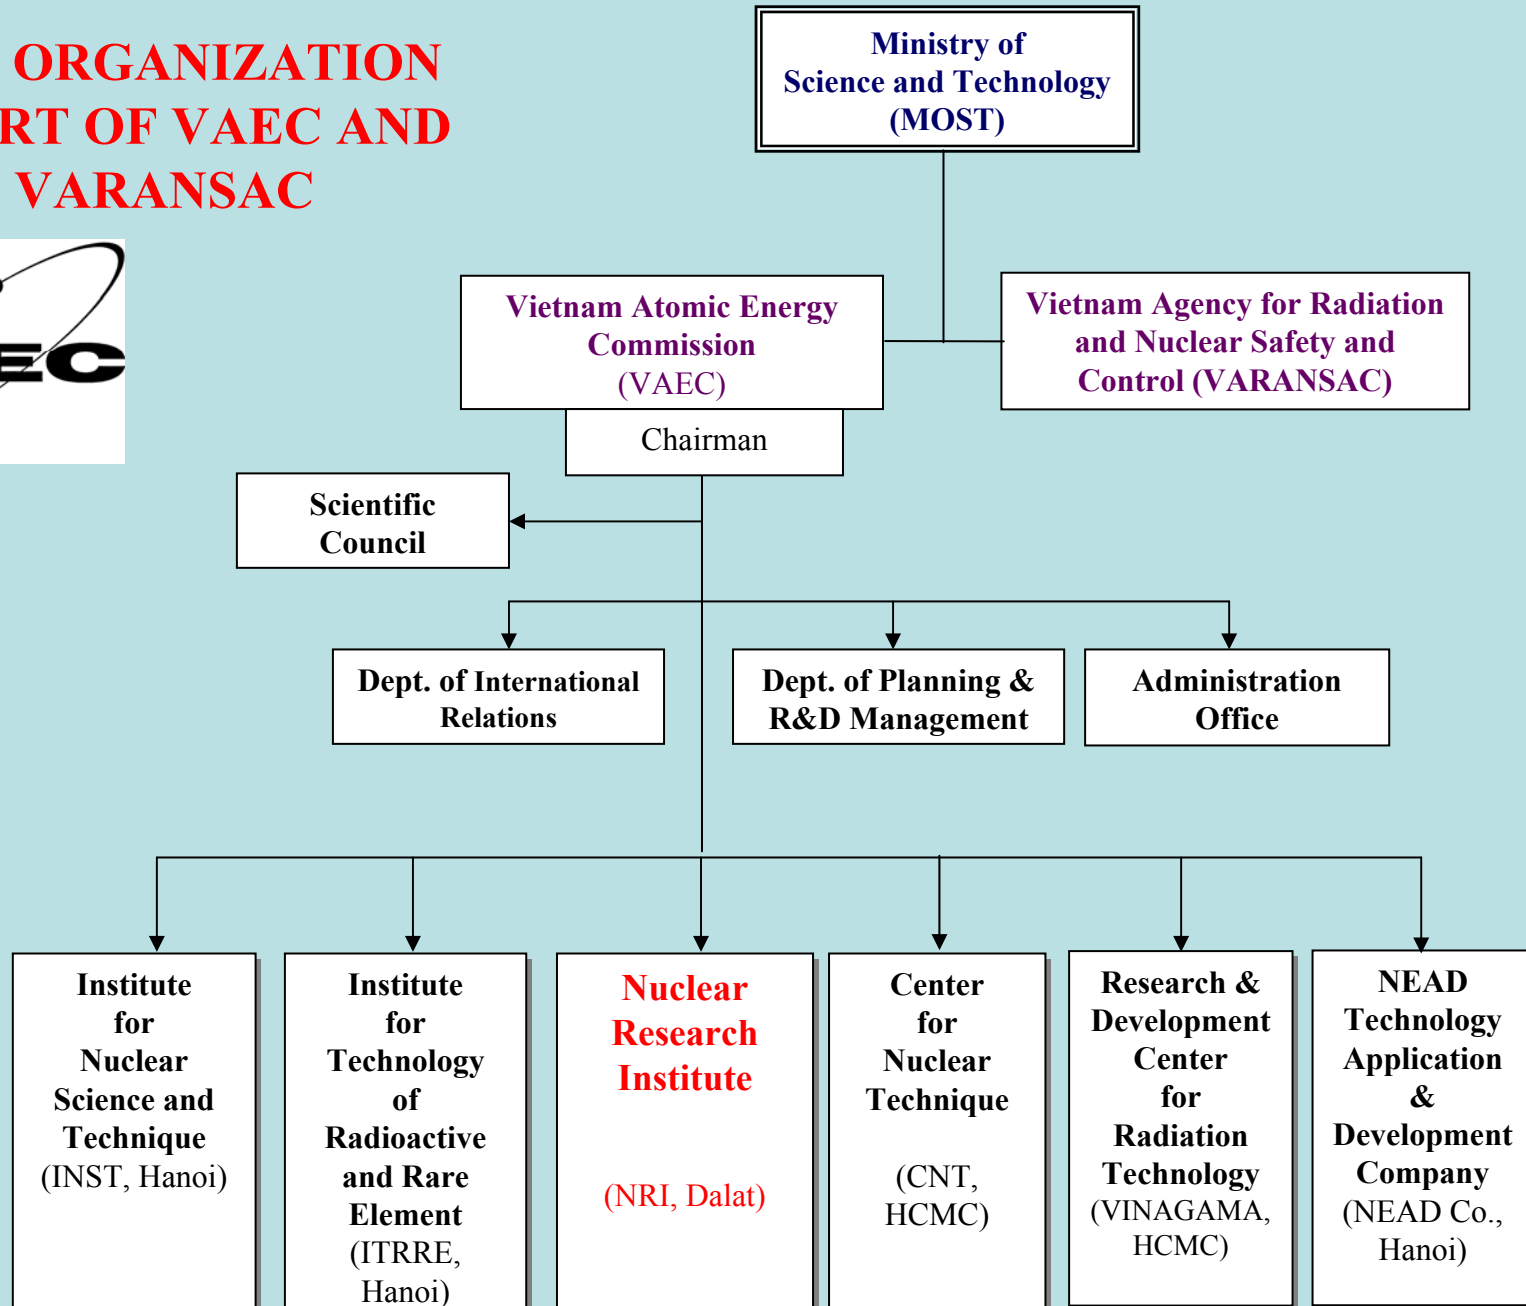 ORGANIZATION
RT OF VAEC AND
VARANSAC
EC
Ministry of
Science and Technology
(MOST)
Vietnam Atomic Energy
Commission
(VAEC)
Vietnam Agency for Radiation
and Nuclear Safety and
Control (VARANSAC)
Chairman
Scientific
Council
Dept. of International
Relations
Dept. of Planning &
R&D Management
Administration
Office
Institute
for
Nuclear
Science and
Technique
(INST, Hanoi)
Institute
for
Technology
of
Radioactive
and Rare
Element
(ITRRE,
Hanoi)
Nuclear
Research
Institute
(NRI, Dalat)
Center
for
Nuclear
Technique
(CNT,
HCMC)
Research &
Development
Center
for
Radiation
Technology
(VINAGAMA,
HCMC)
NEAD
Technology
Application
&
Development
Company
(NEAD Co.,
Hanoi)